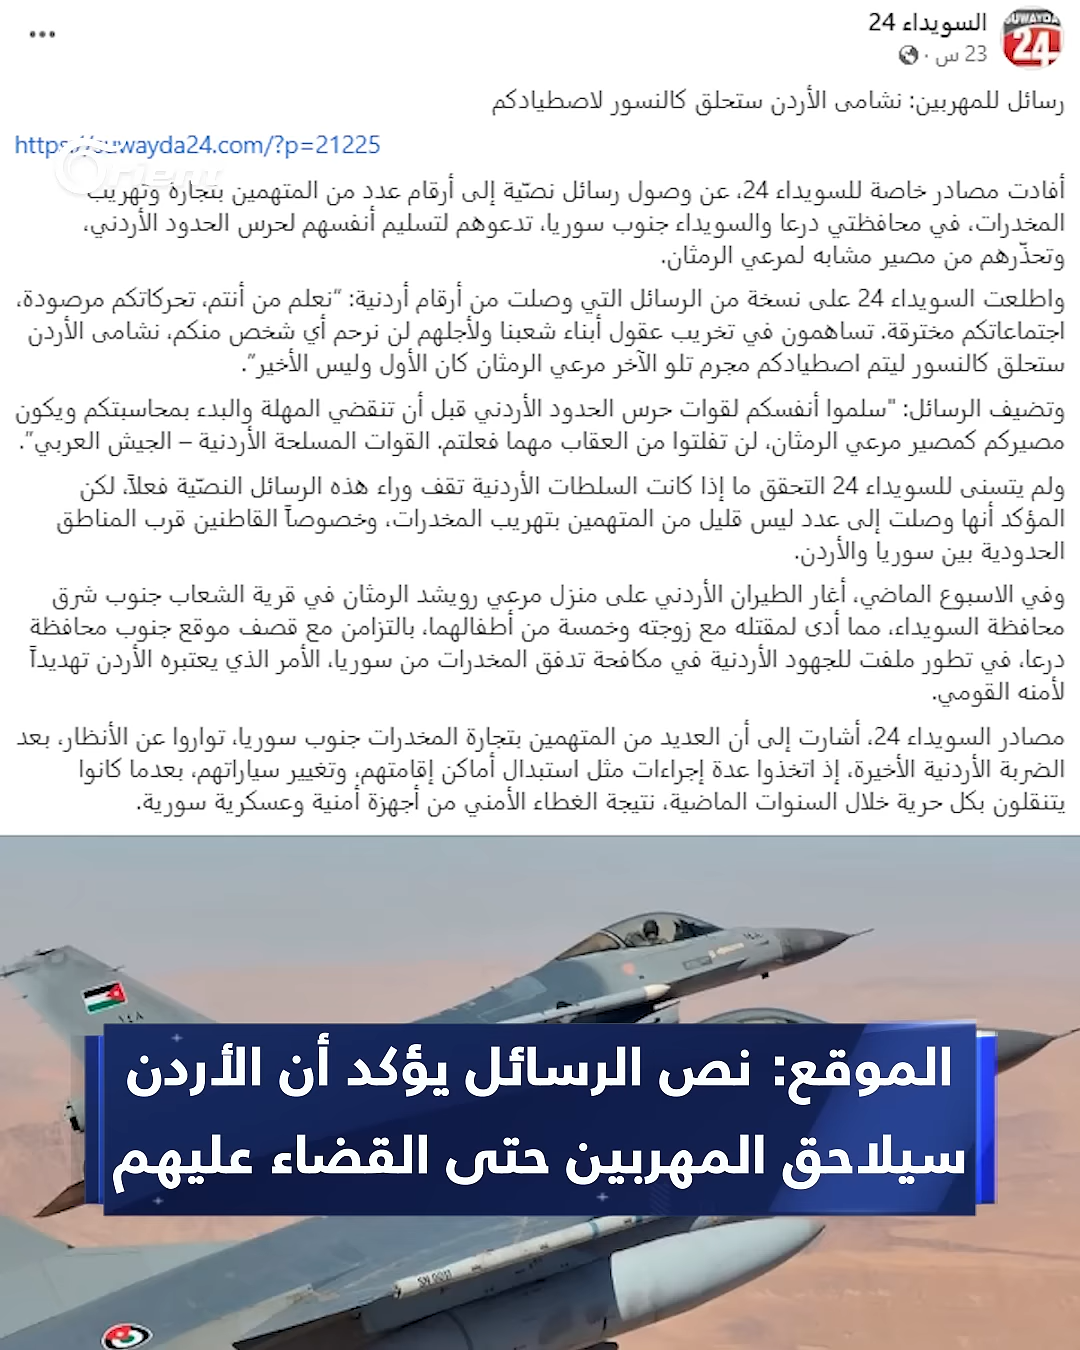 السويداء 24
23 س ·
SUWAYDA
24
رسائل للمهربين: نشامى الأردن ستحلق كالنسور لاصطيادكم
https://suwayda24.com/?p=21225
Orient
أفادت مصادر خاصة للسويداء 24، عن وصول رسائل نصّية إلى أرقام عدد من المتهمين بتجارة وتهريب
المخدرات، في محافظتي درعا والسويداء جنوب سوريا، تدعوهم لتسليم أنفسهم لحرس الحدود الأردني،
وتحذّرهم من مصير مشابه لمرعي الرمثان.
واطلعت السويداء 24 على نسخة من الرسائل التي وصلت من أرقام أردنية: “نعلم من أنتم، تحركاتكم مرصودة،
اجتماعاتكم مخترقة. تساهمون في تخريب عقول أبناء شعبنا ولأجلهم لن نرحم أي شخص منكم، نشامى الأردن
ستحلق كالنسور ليتم اصطيادكم مجرم تلو الآخر مرعي الرمثان كان الأول وليس الأخير”.
وتضيف الرسائل: "سلموا أنفسكم لقوات حرس الحدود الأردني قبل أن تنقضي المهلة والبدء بمحاسبتكم ويكون
مصيركم كمصير مرعي الرمثان، لن تفلتوا من العقاب مهما فعلتم. القوات المسلحة الأردنية – الجيش العربي”.
ولم يتسنى للسويداء 24 التحقق ما إذا كانت السلطات الأردنية تقف وراء هذه الرسائل النصّية فعلاً، لكن
المؤكد أنها وصلت إلى عدد ليس قليل من المتهمين بتهريب المخدرات، وخصوصاً القاطنين قرب المناطق
الحدودية بين سوريا والأردن.
وفي الاسبوع الماضي، أغار الطيران الأردني على منزل مرعي رويشد الرمثان في قرية الشعاب جنوب شرق
محافظة السويداء، مما أدى لمقتله مع زوجته وخمسة من أطفالهما، بالتزامن مع قصف موقع جنوب محافظة
درعا، في تطور ملفت للجهود الأردنية في مكافحة تدفق المخدرات من سوريا، الأمر الذي يعتبره الأردن تهديداً
لأمنه القومي.
مصادر السويداء 24، أشارت إلى أن العديد من المتهمين بتجارة المخدرات جنوب سوريا، تواروا عن الأنظار، بعد
الضربة الأردنية الأخيرة، إذ اتخذوا عدة إجراءات مثل استبدال أماكن إقامتهم، وتغيير سياراتهم، بعدما كانوا
يتنقلون بكل حرية خلال السنوات الماضية، نتيجة الغطاء الأمني من أجهزة أمنية وعسكرية سورية.
١٤٨
١٤٨
الموقع: نص الرسائل يؤكد أن الأردن
سيلاحق المهربين حتى القضاء عليهم